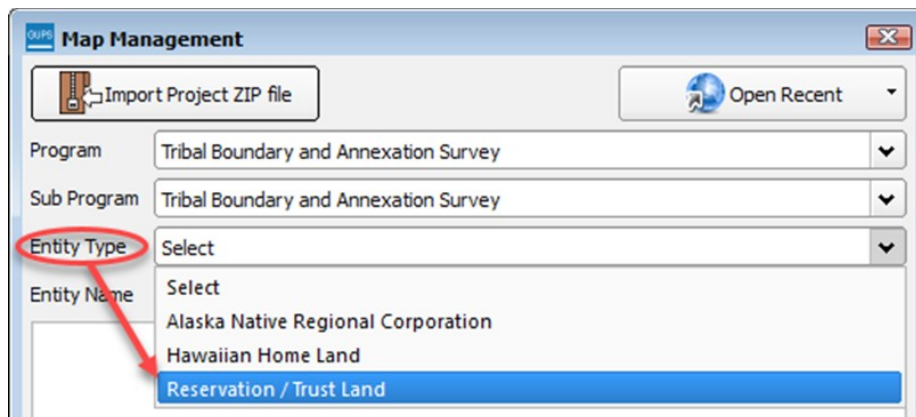 GUPS Map Management
Import Project ZIP file Open Recent
Program Tribal Boundary and Annexation Survey
Sub Program Tribal Boundary and Annexation Survey
Entity Type Select
Entity Name Select
Alaska Native Regional Corporation
Hawaiian Home Land
Reservation / Trust Land